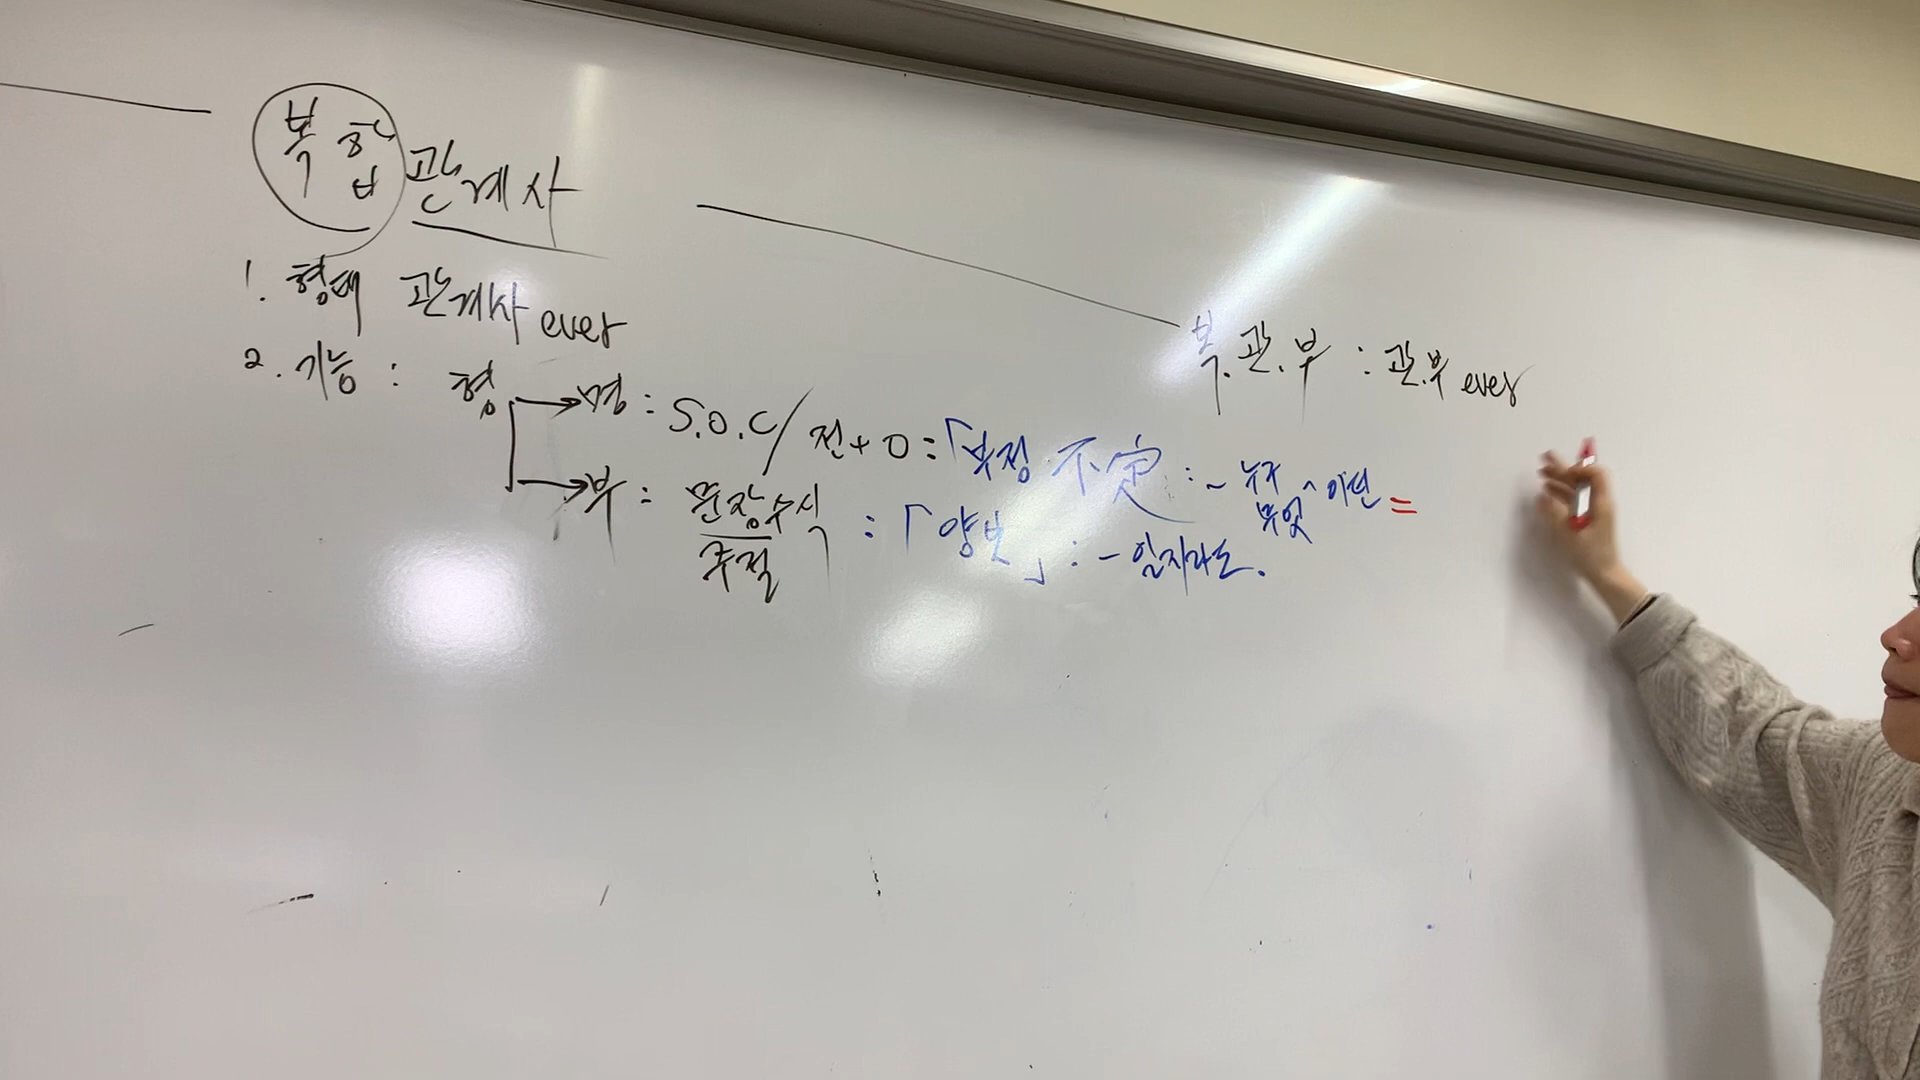 복합관계사
1. 형태 관계사 ever
2. 기능 : 형 → 명 : S.O.C / 전+O : 「부정 不定 : ~ 누구 무엇 ~ 이던 =
→ 부 : 문장수식 추절 : 「양보」 : ~ 일지라도.
복.관.부 : 관.부 ever